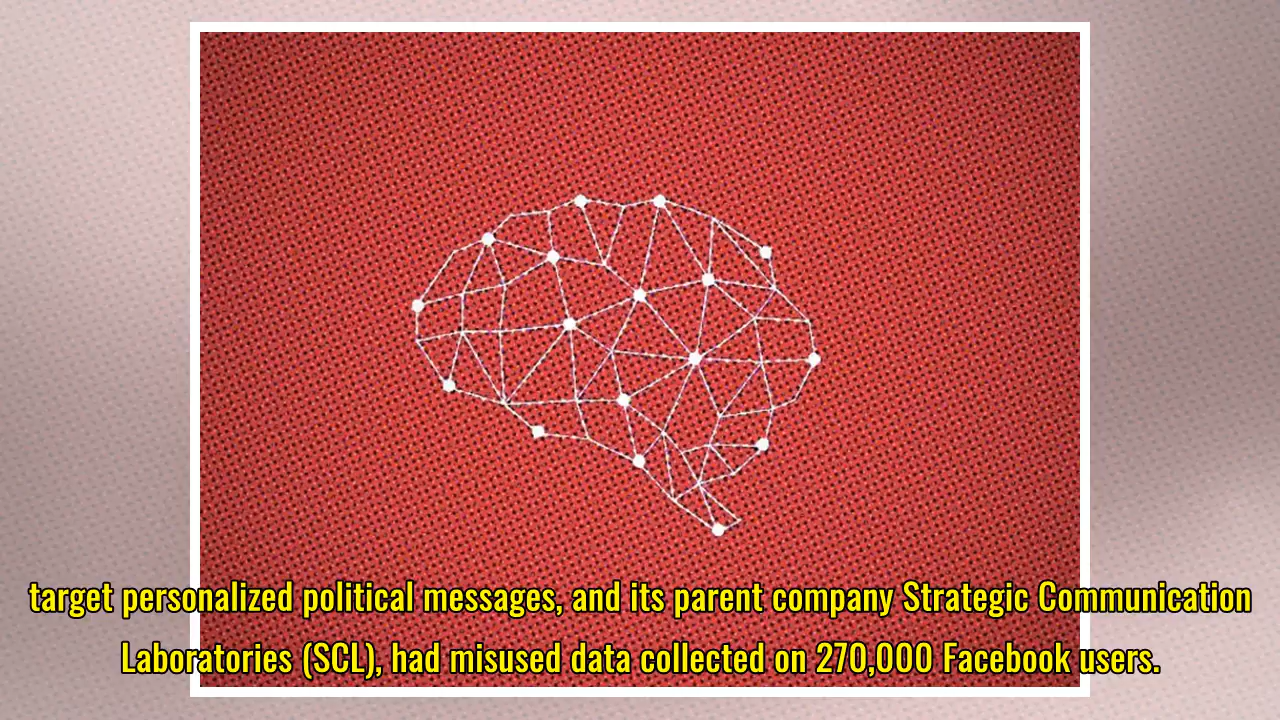 target personalized political messages, and its parent company Strategic Communication
Laboratories (SCL), had misused data collected on 270,000 Facebook users.